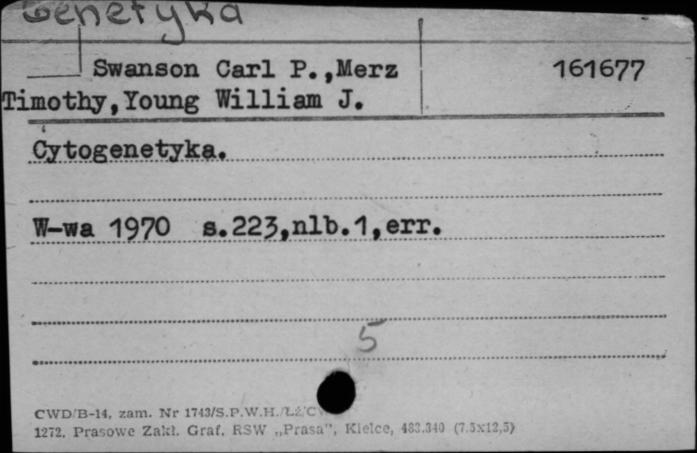 Genetyka
Swanson Carl P.,Merz 161677
Timothy,Young William J.
Cytogenetyka.
W-wa 1970 s.223,nlb.1,err.
5
CWD/B-14, zam. Nr 1743/S.P.W.H./
1272. Prasowe Zakł. Graf. RSW „Prasa", Kielce, 483.340 (7.5x12,5)